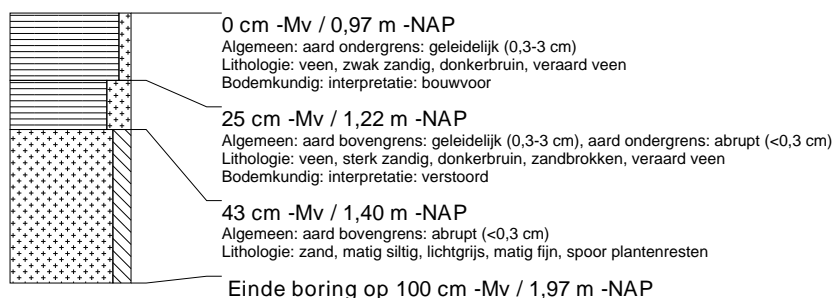 0 cm -Mv / 0,97 m -NAP
Algemeen: aard ondergrens: geleidelijk (0,3-3 cm)
Lithologie: veen, zwak zandig, donkerbruin, veraard veen
Bodemkundig: interpretatie: bouwvoor
25 cm -Mv / 1,22 m -NAP
Algemeen: aard bovengrens: geleidelijk (0,3-3 cm), aard ondergrens: abrupt (<0,3 cm)
Lithologie: veen, sterk zandig, donkerbruin, zandbrokken, veraard veen
Bodemkundig: interpretatie: verstoord
43 cm -Mv / 1,40 m -NAP
Algemeen: aard bovengrens: abrupt (<0,3 cm)
Lithologie: zand, matig siltig, lichtgrijs, matig fijn, spoor plantenresten
Einde boring op 100 cm -Mv / 1,97 m -NAP